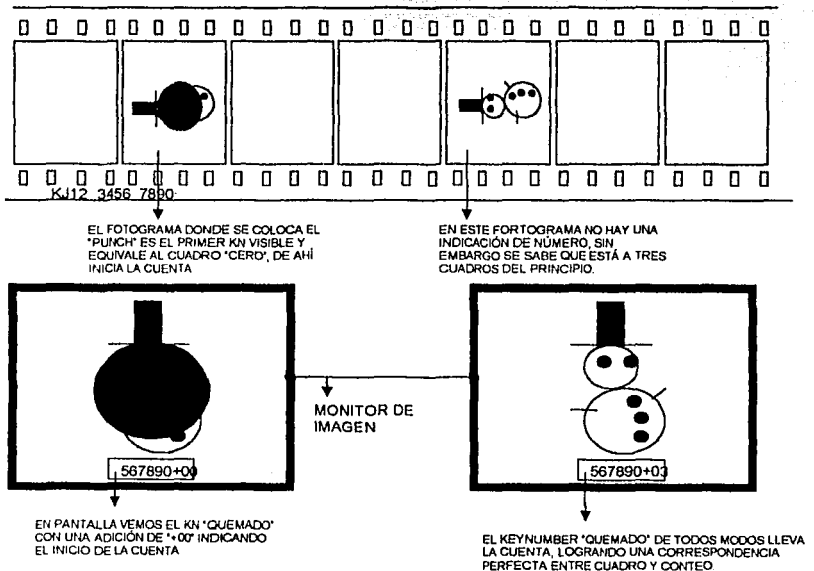 KJ12 3456 7890
EL FOTOGRAMA DONDE SE COLOCA EL
"PUNCH" ES EL PRIMER KN VISIBLE Y
EQUIVALE AL CUADRO "CERO", DE AHÍ
INICIA LA CUENTA
EN ESTE FORTOGRAMA NO HAY UNA
INDICACIÓN DE NÚMERO, SIN
EMBARGO SE SABE QUE ESTÁ A TRES
CUADROS DEL PRINCIPIO.
567890+00
MONITOR DE
IMAGEN
567890+03
EN PANTALLA VEMOS EL KN "QUEMADO"
CON UNA ADICIÓN DE "+00" INDICANDO
EL INICIO DE LA CUENTA
EL KEYNUMBER "QUEMADO" DE TODOS MODOS LLEVA
LA CUENTA, LOGRANDO UNA CORRESPONDENCIA
PERFECTA ENTRE CUADRO Y CONTEO.